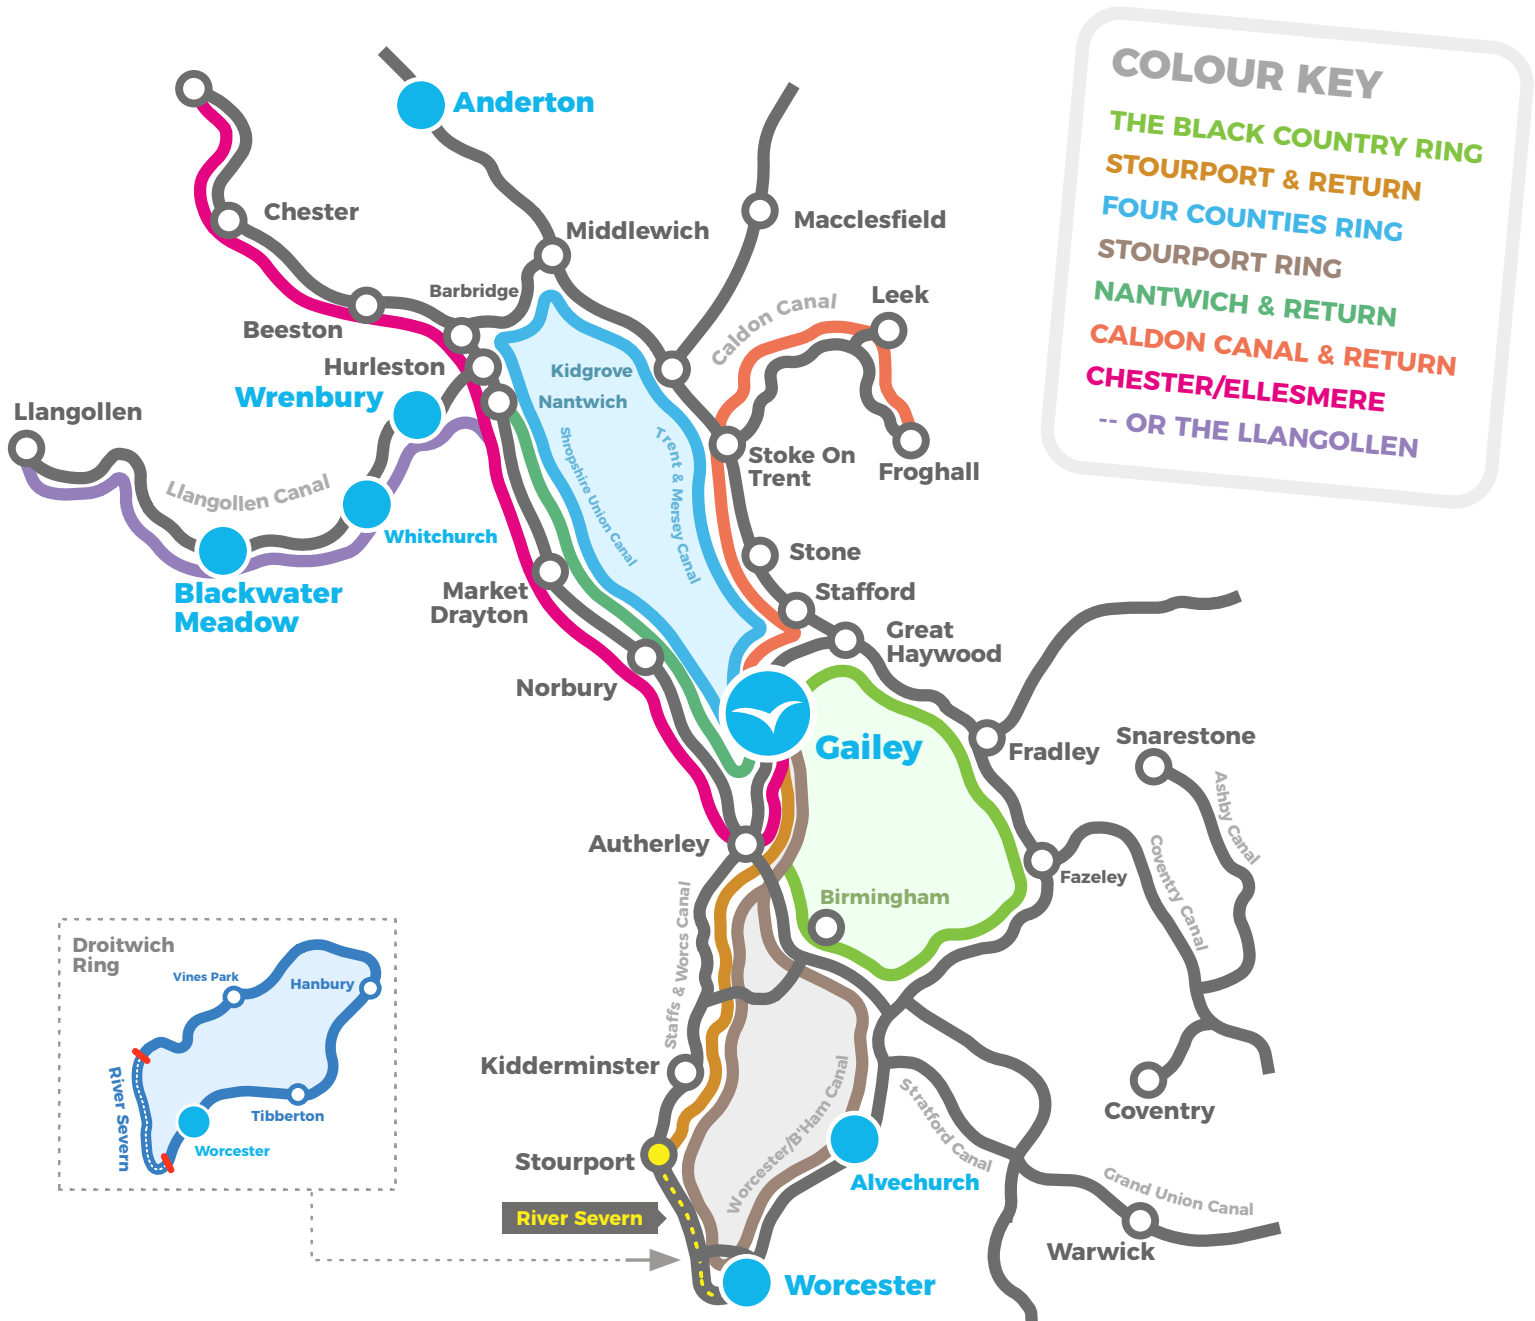 COLOUR KEY
THE BLACK COUNTRY RING
STOURPORT & RETURN
FOUR COUNTIES RING
STOURPORT RING
NANTWICH & RETURN
CALDON CANAL & RETURN
CHESTER/ELLESMERE
-- OR THE LLANGOLLEN
Anderton
Chester
Middlewich
Macclesfield
Barbridge
Beeston
Caldon Canal
Leek
Hurleston
Kidgrove
Wrenbury
Nantwich
Llangollen
Stoke On
Trent
Froghall
Shropshire Union Canal
Trent & Mersey Canal
Llangollen Canal
Whitchurch
Stone
Blackwater
Meadow
Market
Drayton
Stafford
Great
Haywood
Norbury
Gailey
Fradley
Snarestone
Ashby Canal
Autherley
Coventry Canal
Fazeley
Birmingham
Staffs & Worcs Canal
Droitwich
Ring
Vines Park
Hanbury
River Severn
Tibberton
Worcester
Kidderminster
Worcester/B'Ham Canal
Stratford Canal
Coventry
Stourport
Alvechurch
Grand Union Canal
River Severn
Warwick
Worcester